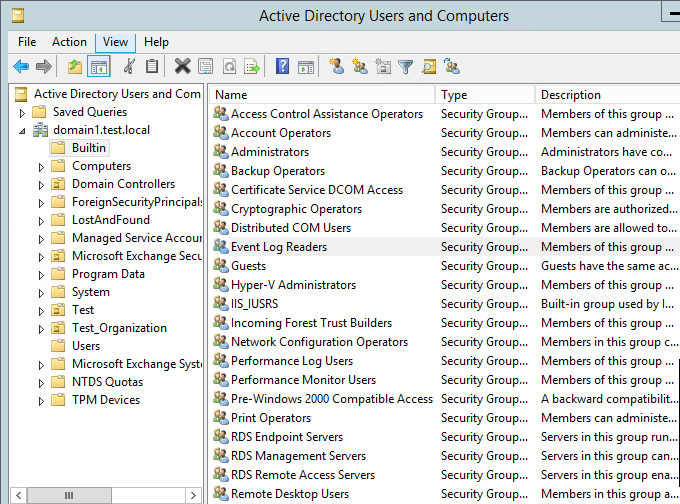 Active Directory Users and Computers
File Action View Help
Active Directory Users and Com
Saved Queries
domain1.test.local
Builtin
Computers
Domain Controllers
ForeignSecurityPrincipals
LostAndFound
Managed Service Accour
Microsoft Exchange Secu
Program Data
System
Test
Test_Organization
Users
Microsoft Exchange Syste
NTDS Quotas
TPM Devices
Name Type Description
Access Control Assistance Operators Security Group... Members of this group ...
Account Operators Security Group... Members can administe...
Administrators Security Group... Administrators have co...
Backup Operators Security Group... Backup Operators can o...
Certificate Service DCOM Access Security Group... Members of this group ...
Cryptographic Operators Security Group... Members are authorized...
Distributed COM Users Security Group... Members are allowed to...
Event Log Readers Security Group... Members of this group ...
Guests Security Group... Guests have the same ac...
Hyper-V Administrators Security Group... Members of this group ...
IIS_IUSRS Security Group... Built-in group used by I...
Incoming Forest Trust Builders Security Group... Members of this group ...
Network Configuration Operators Security Group... Members in this group c...
Performance Log Users Security Group... Members of this group ...
Performance Monitor Users Security Group... Members of this group ...
Pre-Windows 2000 Compatible Access Security Group... A backward compatibilit...
Print Operators Security Group... Members can administe...
RDS Endpoint Servers Security Group... Servers in this group run...
RDS Management Servers Security Group... Servers in this group can...
RDS Remote Access Servers Security Group... Servers in this group ena...
Remote Desktop Users Security Group... Members in this group a...